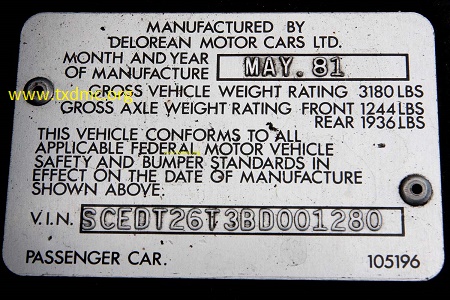 MANUFACTURED BY
DELOREAN MOTOR CARS LTD.
MONTH AND YEAR
OF MANUFACTURE MAY. 81
www.txdmc.org
GROSS VEHICLE WEIGHT RATING 3180 LBS
GROSS AXLE WEIGHT RATING FRONT 1244 LBS
REAR 1936 LBS
THIS VEHICLE CONFORMS TO ALL
APPLICABLE FEDERAL MOTOR VEHICLE
SAFETY AND BUMPER STANDARDS IN
EFFECT ON THE DATE OF MANUFACTURE
SHOWN ABOVE.
V.I.N. SCEDT26T3BD001280
PASSENGER CAR. 105196